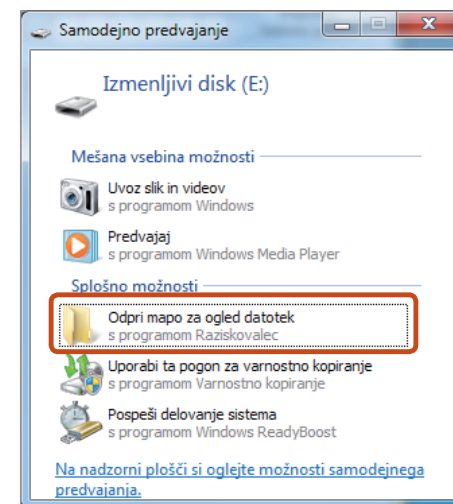 Samodejno predvajanje
Izmenljivi disk (E:)
Mešana vsebina možnosti
Uvoz slik in videov
s programom Windows
Predvajaj
s programom Windows Media Player
Splošno možnosti
Odpri mapo za ogled datotek
s programom Raziskovalec
Uporabi ta pogon za varnostno kopiranje
s programom Varnostno kopiranje
Pospeši delovanje sistema
s programom Windows ReadyBoost
Na nadzorni plošči si oglejte možnosti samodejnega
predvajanja.